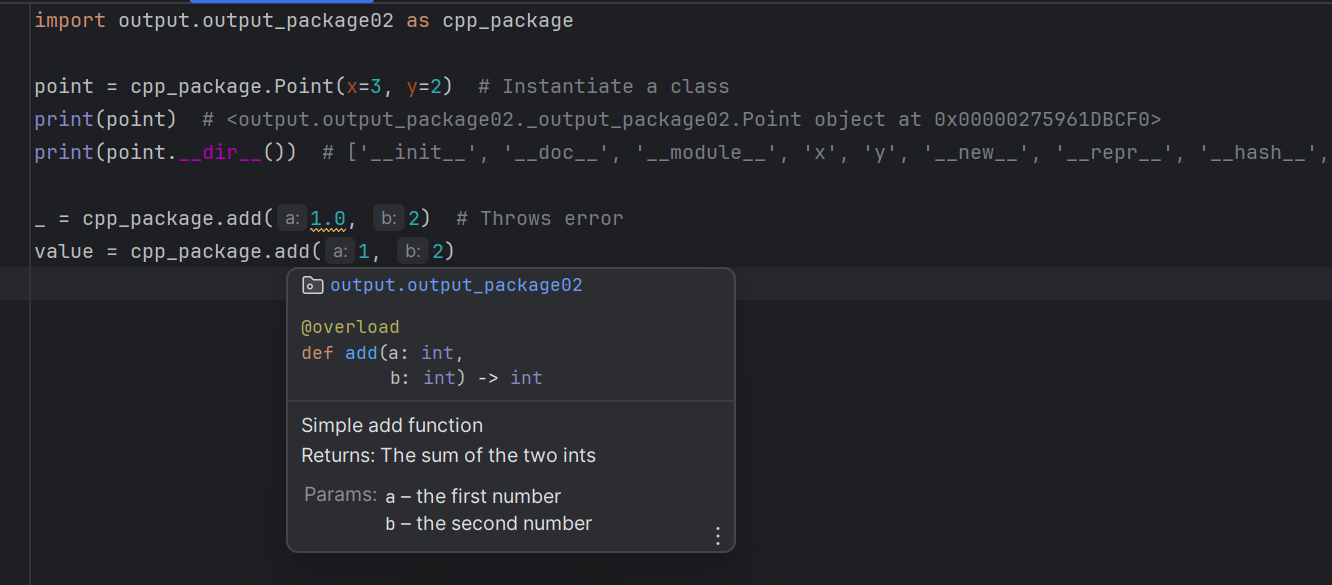 import output.output_package02 as cpp_package
point = cpp_package.Point(x=3, y=2)  # Instantiate a class
print(point)  # <output.output_package02._output_package02.Point object at 0x00000275961DBCF0>
print(point.__dir__())  # ['__init__', '__doc__', '__module__', 'x', 'y', '__new__', '__repr__', '__hash__',
_ = cpp_package.add( a: 1.0,  b: 2)  # Throws error
value = cpp_package.add( a: 1,  b: 2)
output.output_package02
@overload
def add(a: int,
        b: int) -> int
Simple add function
Returns: The sum of the two ints
Params: a – the first number
b – the second number